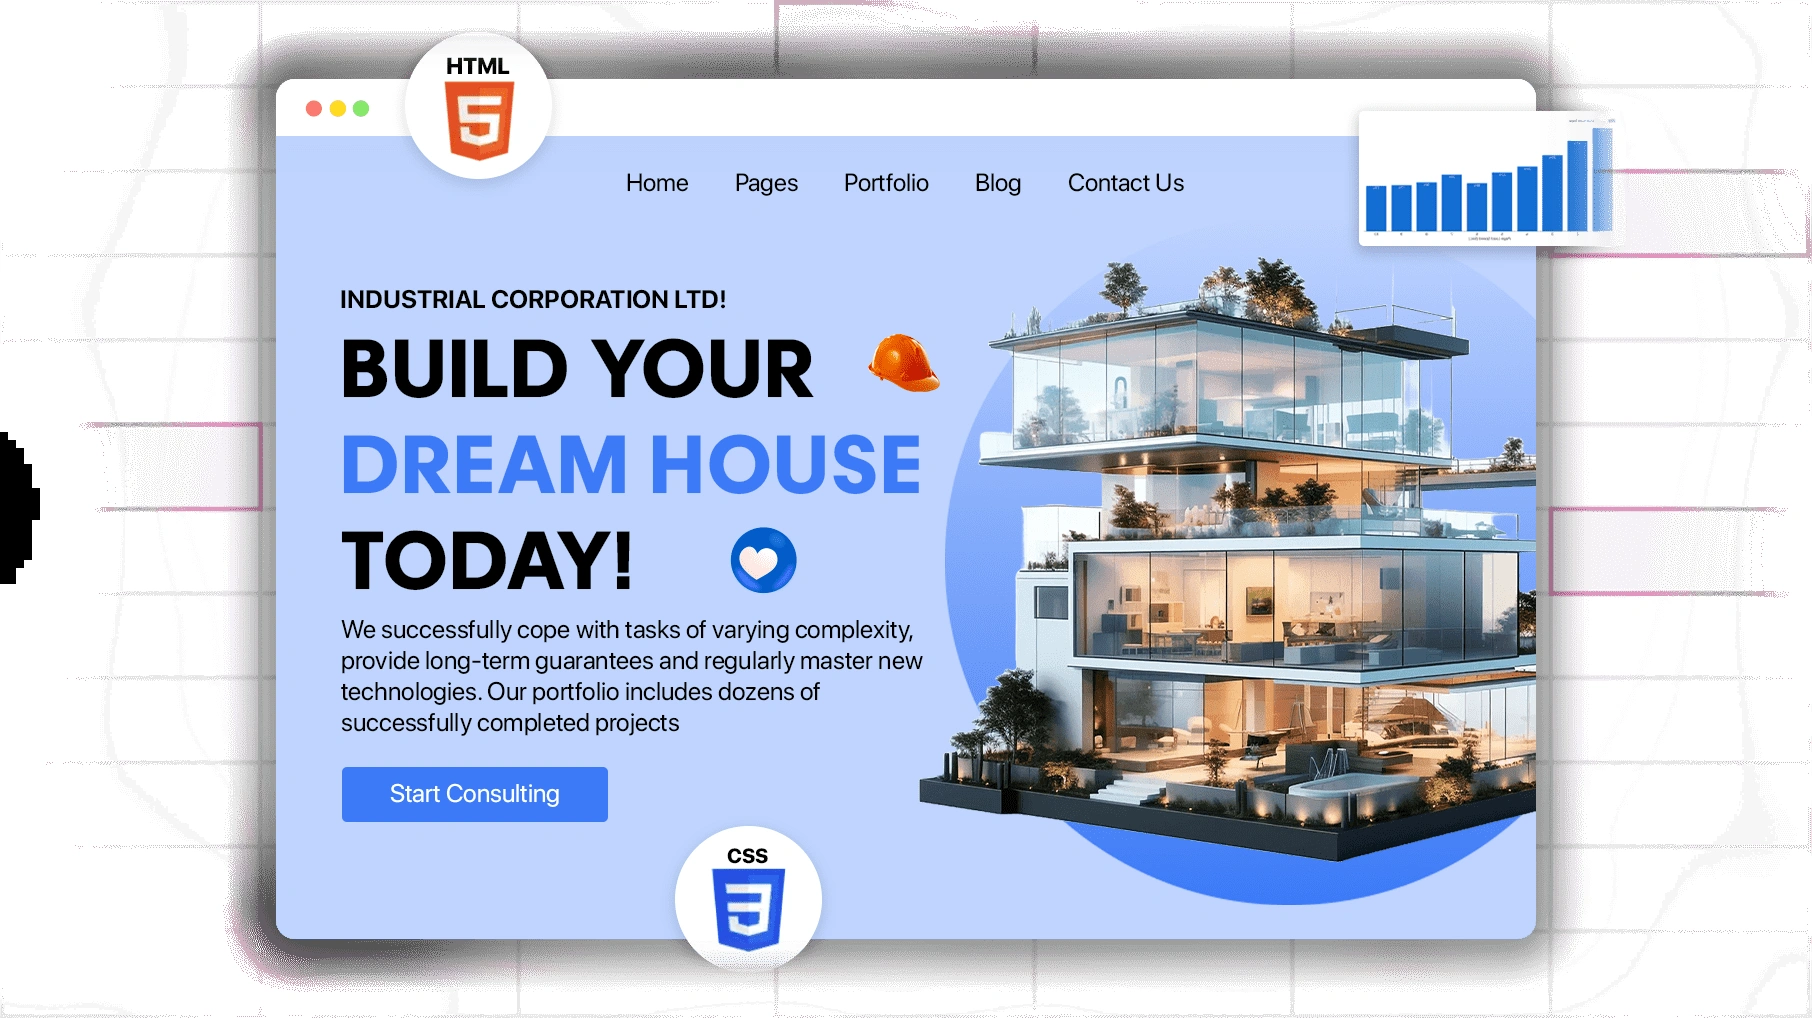 HTML
5
Home Pages Portfolio Blog Contact Us
INDUSTRIAL CORPORATION LTD!
BUILD YOUR
DREAM HOUSE
TODAY!
We successfully cope with tasks of varying complexity,
provide long-term guarantees and regularly master new
technologies. Our portfolio includes dozens of
successfully completed projects
Start Consulting
CSS
3